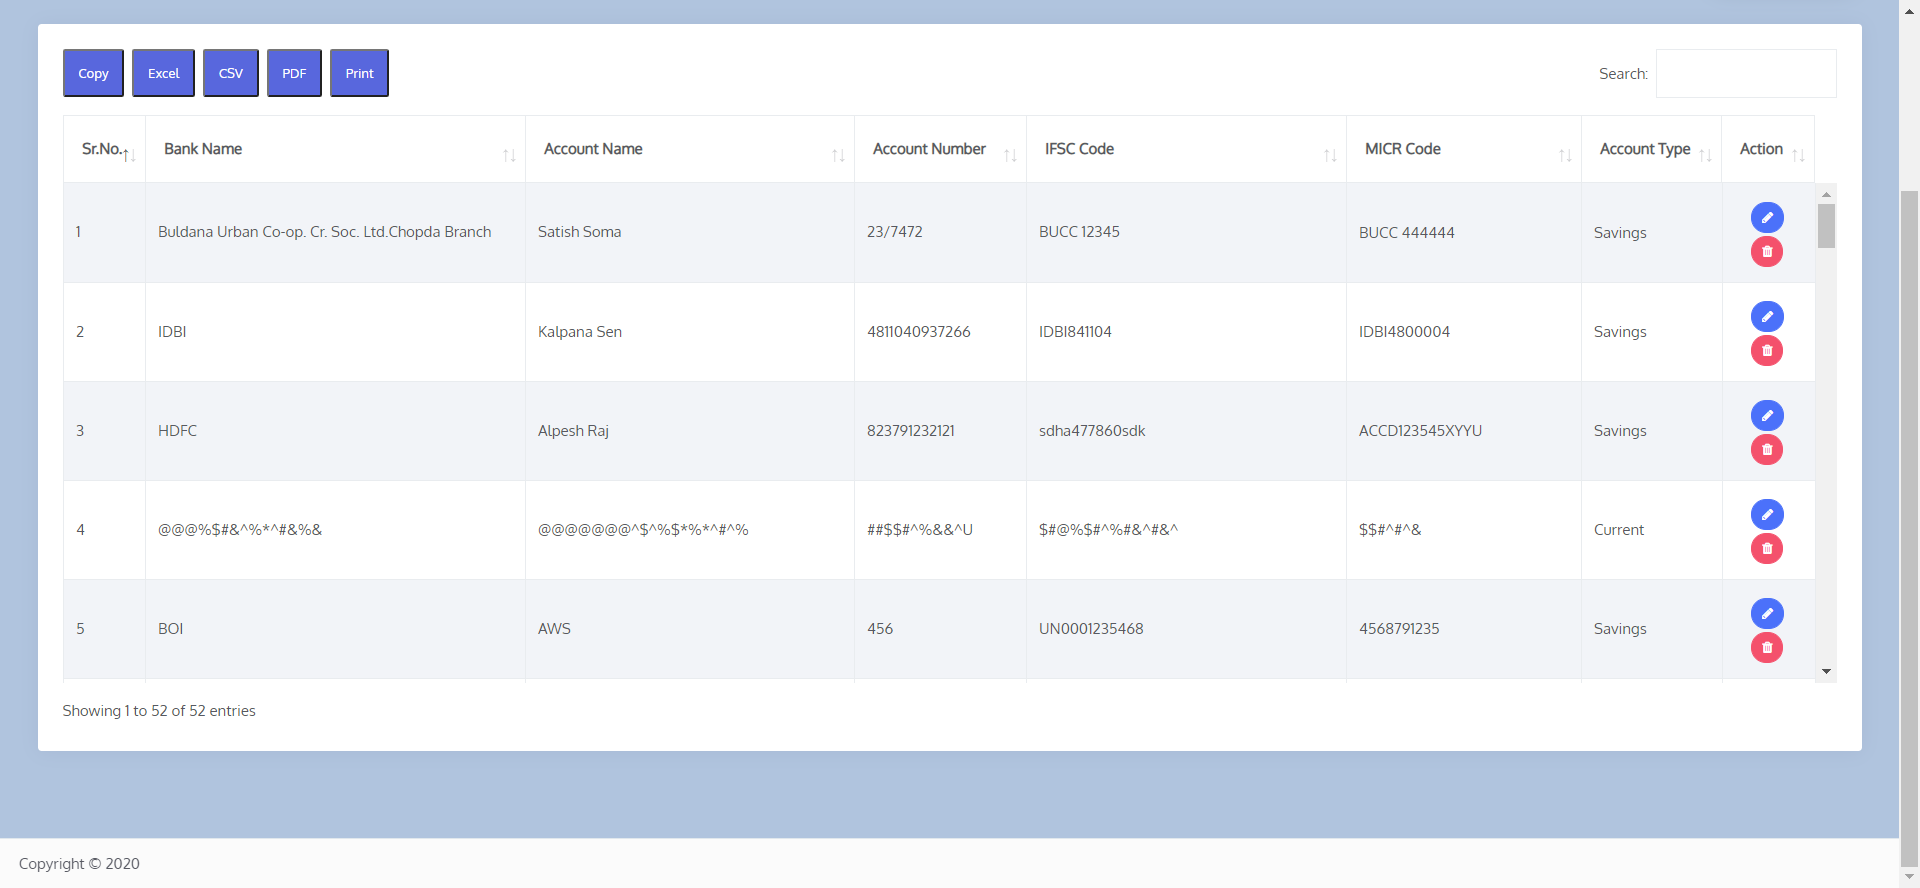 Copy Excel CSV PDF Print Search:
Sr.No. Bank Name Account Name Account Number IFSC Code MICR Code Account Type Action
1 Buldana Urban Co-op. Cr. Soc. Ltd.Chopda Branch Satish Soma 23/7472 BUCC 12345 BUCC 444444 Savings
2 IDBI Kalpana Sen 4811040937266 IDBI841104 IDBI4800004 Savings
3 HDFC Alpesh Raj 823791232121 sdha477860sdk ACCD123545XYYU Savings
4 @@@%$#&^%*^#&%& @@@@@@@^$^%$*%*^#^% ##$$#^%&&^U $#@%$#^%#&^#&^ $$#^#^& Current
5 BOI AWS 456 UN0001235468 4568791235 Savings
Showing 1 to 52 of 52 entries
Copyright © 2020